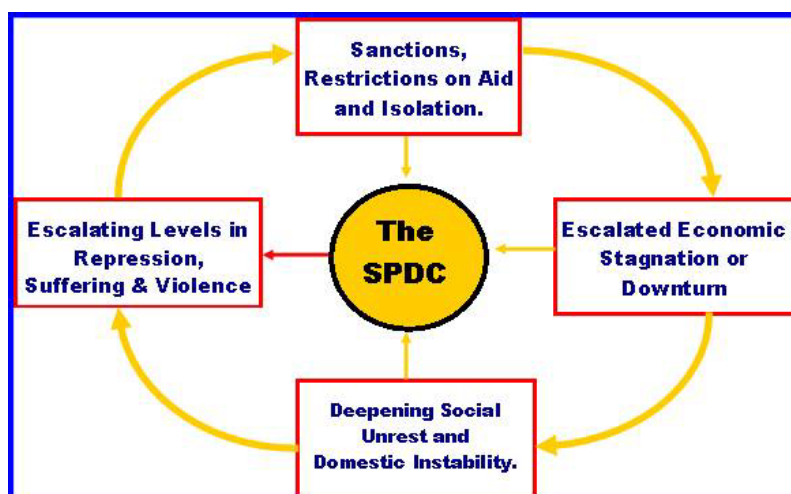 Sanctions,
Restrictions on Aid
and Isolation.
Escalating Levels in
Repression,
Suffering & Violence
The
SPDC
Escalated Economic
Stagnation or
Downturn
Deepening Social
Unrest and
Domestic Instability.